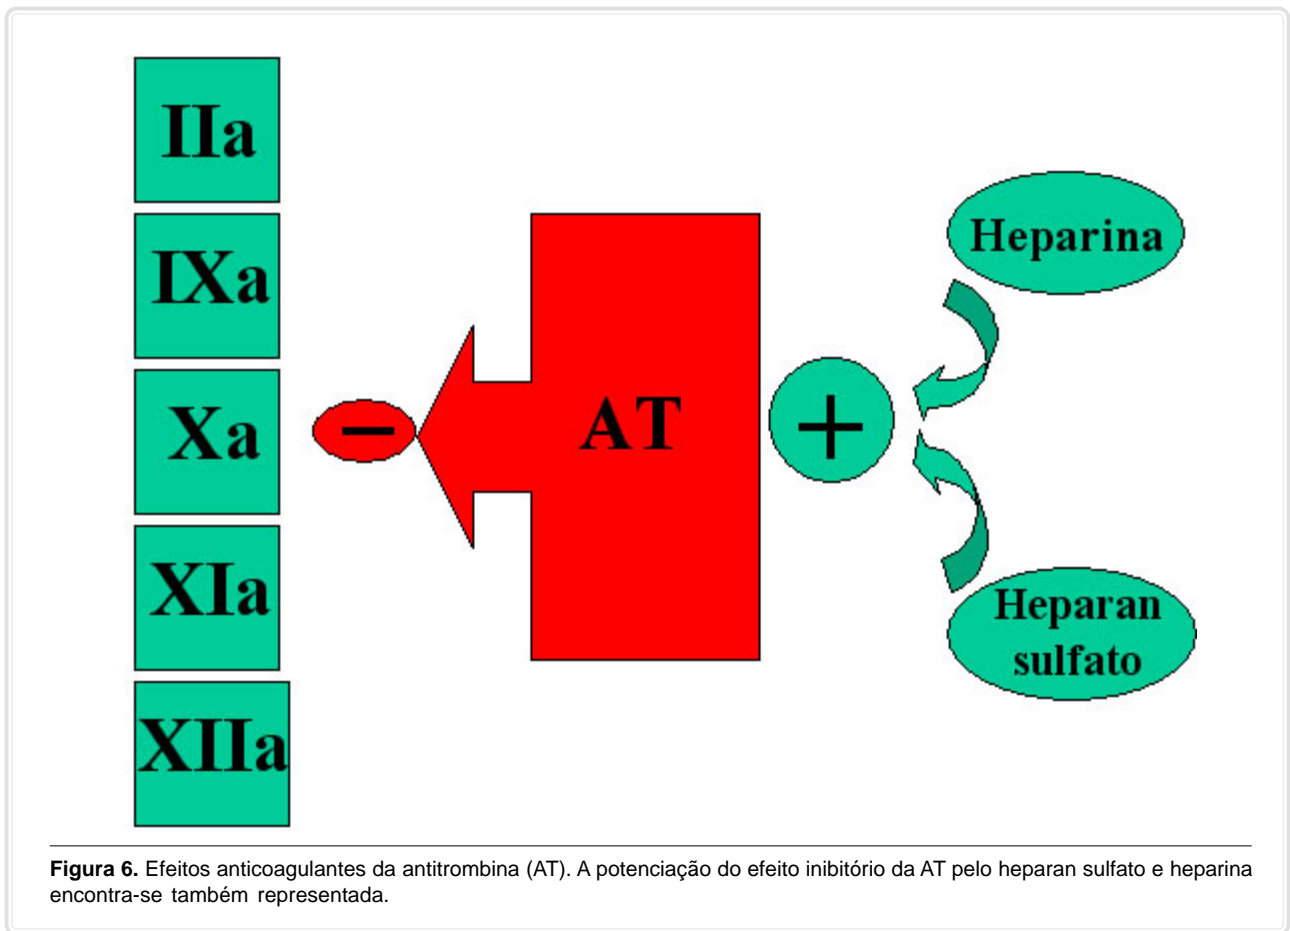 IIa
IXa
Xa
XIa
XIIa
−
AT
+
Heparina
Heparan
sulfato
Figura 6. Efeitos anticoagulantes da antitrombina (AT). A potenciação do efeito inibitório da AT pelo heparan sulfato e heparina
encontra-se também representada.